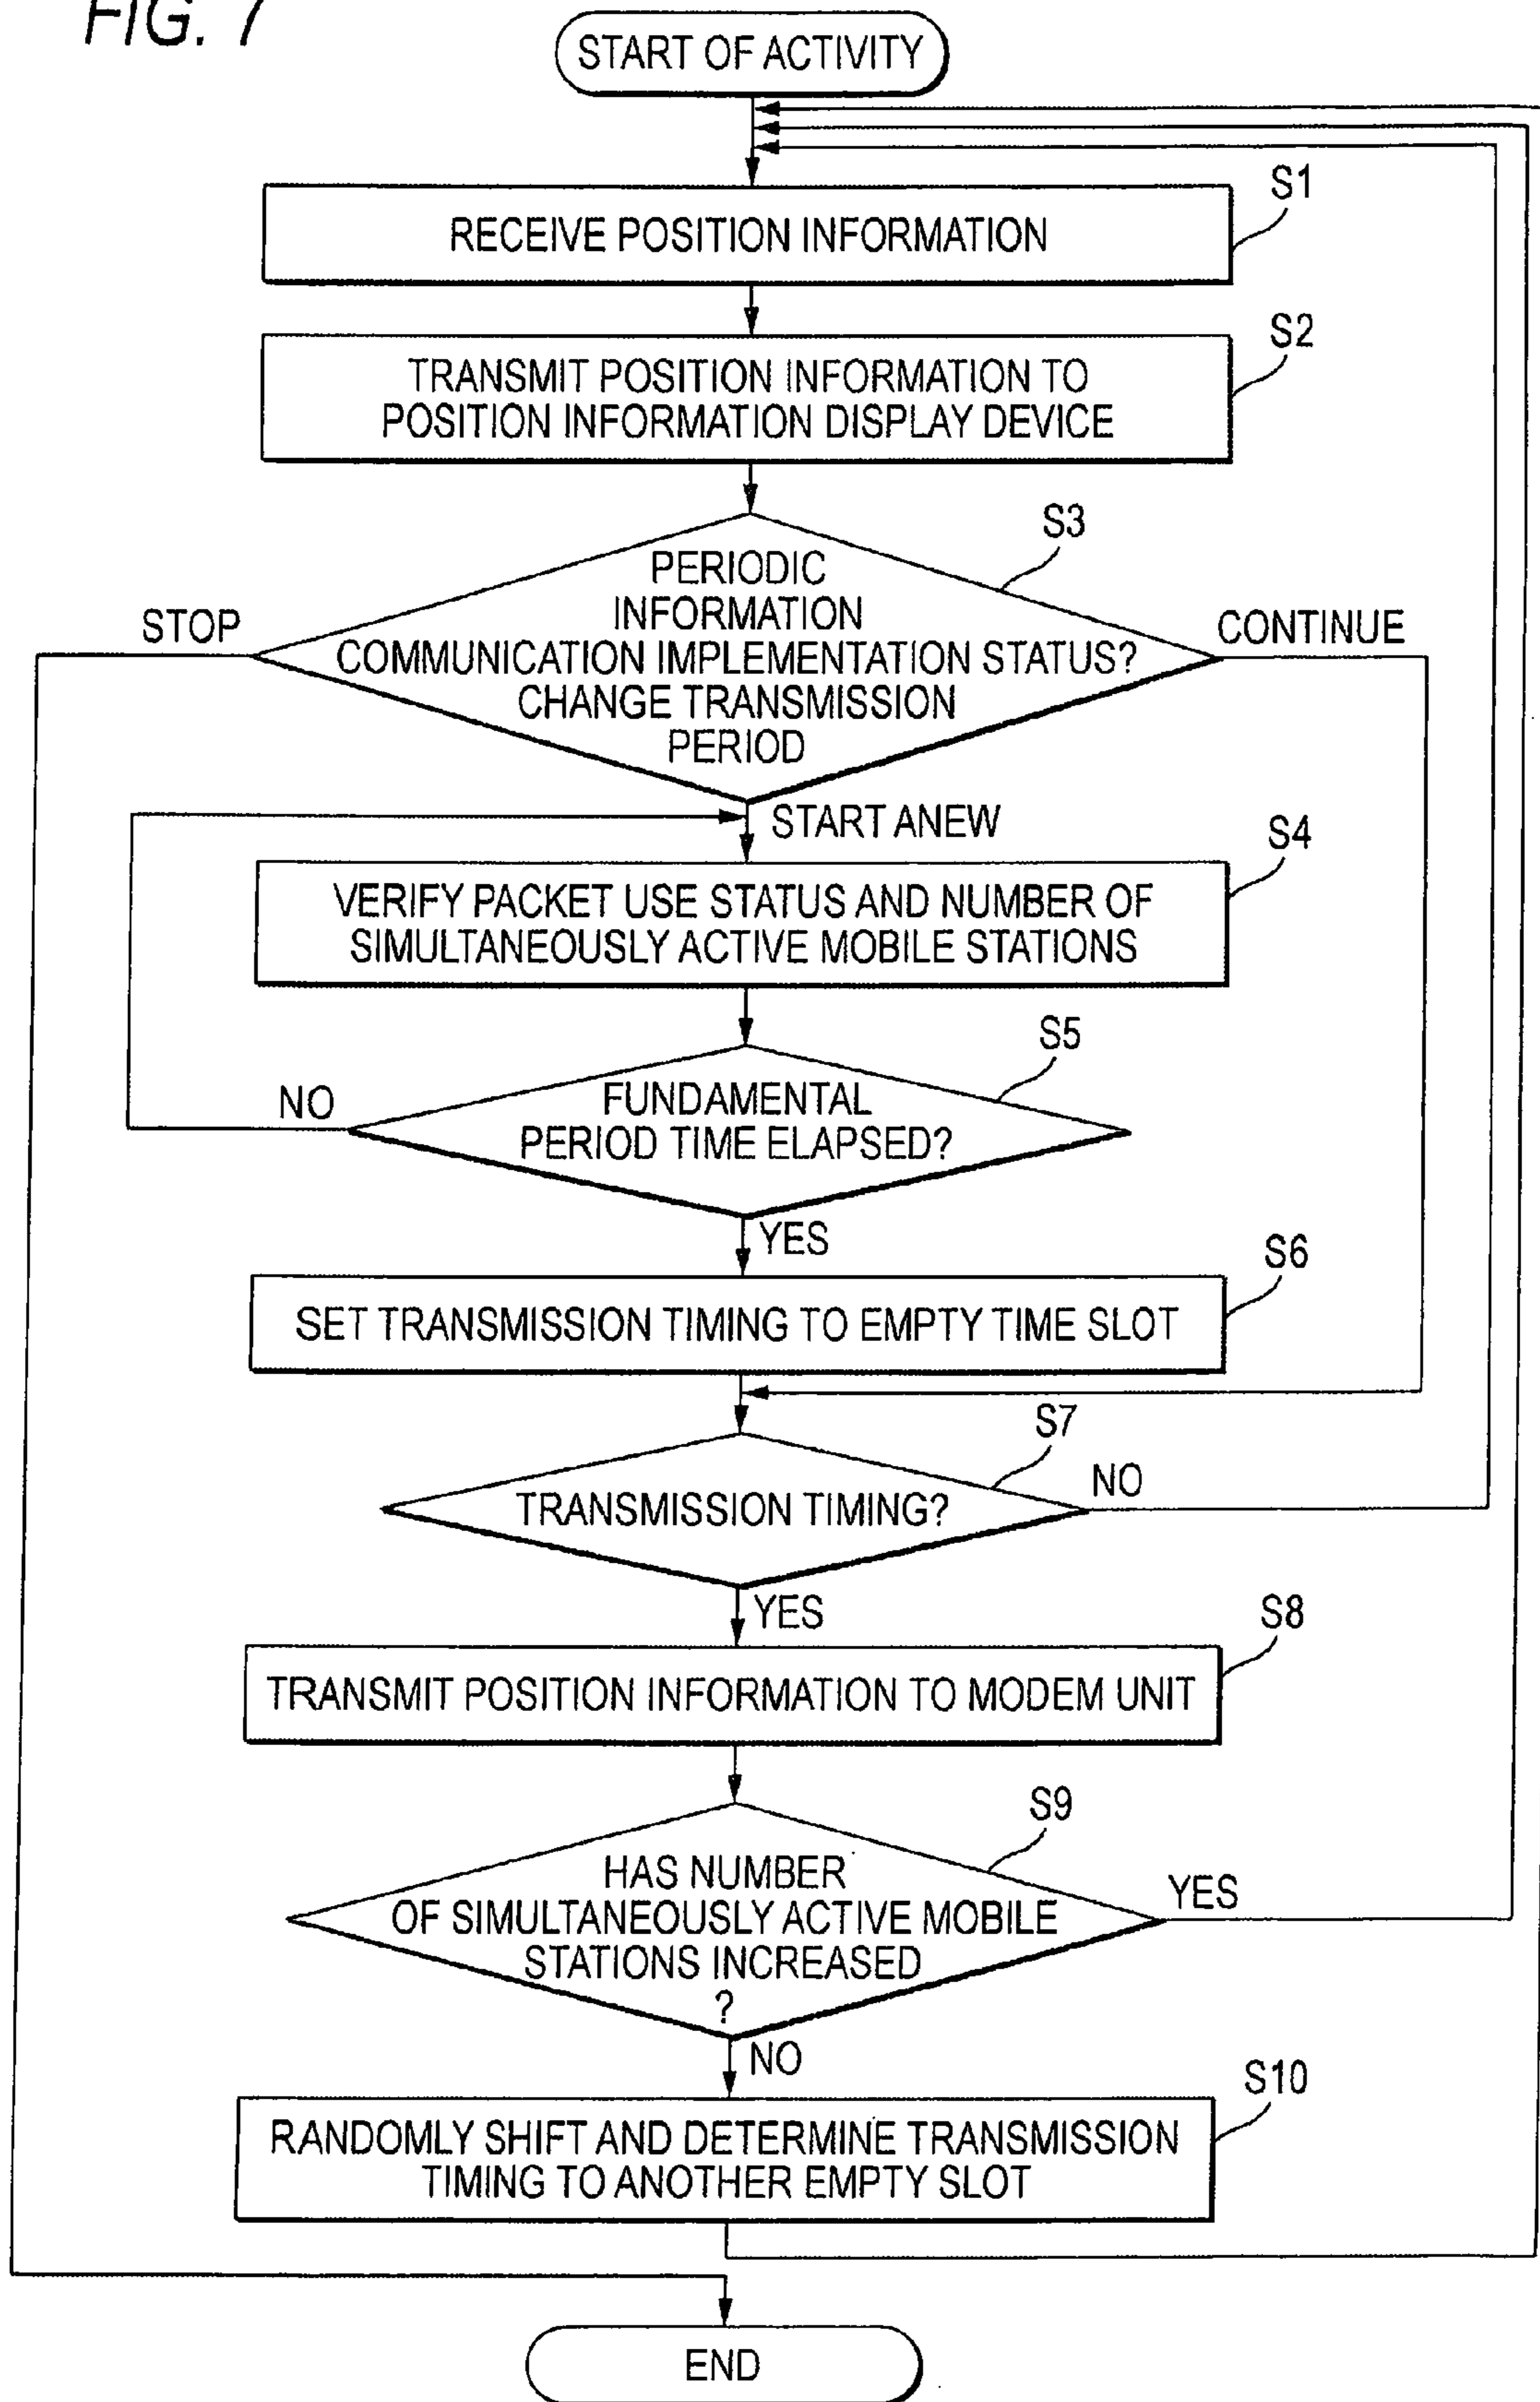 FIG. 7
START OF ACTIVITY
S1
RECEIVE POSITION INFORMATION
S2
TRANSMIT POSITION INFORMATION TO
POSITION INFORMATION DISPLAY DEVICE
S3
PERIODIC
INFORMATION
COMMUNICATION IMPLEMENTATION STATUS?
CHANGE TRANSMISSION
PERIOD
STOP
CONTINUE
START ANEW
S4
VERIFY PACKET USE STATUS AND NUMBER OF
SIMULTANEOUSLY ACTIVE MOBILE STATIONS
S5
FUNDAMENTAL
PERIOD TIME ELAPSED?
NO
YES
S6
SET TRANSMISSION TIMING TO EMPTY TIME SLOT
S7
TRANSMISSION TIMING?
NO
YES
S8
TRANSMIT POSITION INFORMATION TO MODEM UNIT
S9
HAS NUMBER
OF SIMULTANEOUSLY ACTIVE MOBILE
STATIONS INCREASED
?
YES
NO
S10
RANDOMLY SHIFT AND DETERMINE TRANSMISSION
TIMING TO ANOTHER EMPTY SLOT
END